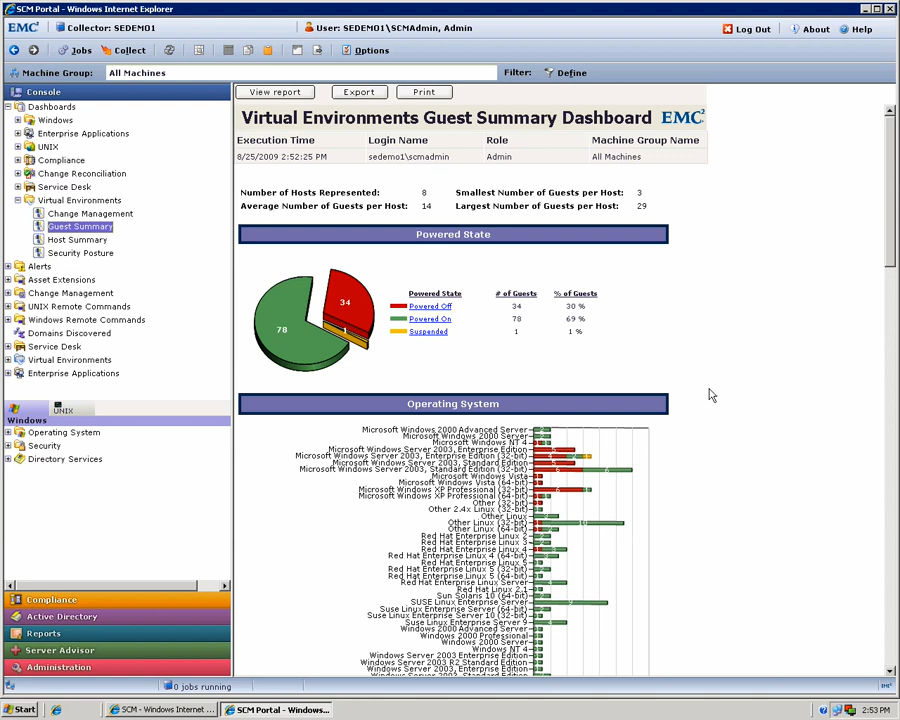 SCM Portal - Windows Internet Explorer
EMC² Collector: SEDEMO1 User: SEDEMO1\SCMAdmin, Admin Log Out About Help
Jobs Collect Options
Machine Group: All Machines Filter: Define
Console
Dashboards
Windows
Enterprise Applications
UNIX
Compliance
Change Reconciliation
Service Desk
Virtual Environments
Change Management
Guest Summary
Host Summary
Security Posture
Alerts
Asset Extensions
Change Management
UNIX Remote Commands
Windows Remote Commands
Domains Discovered
Service Desk
Virtual Environments
Enterprise Applications
UNIX
Windows
Operating System
Security
Directory Services
Compliance
Active Directory
Reports
Server Advisor
Administration
View report Export Print
Virtual Environments Guest Summary Dashboard EMC²
Execution Time Login Name Role Machine Group Name
8/25/2009 2:52:25 PM sedemo1\scmadmin Admin All Machines
Number of Hosts Represented: 8 Smallest Number of Guests per Host: 3
Average Number of Guests per Host: 14 Largest Number of Guests per Host: 29
Powered State
34
78
1
Powered State # of Guests % of Guests
Powered Off 34 30 %
Powered On 78 69 %
Suspended 1 1 %
Operating System
Microsoft Windows 2000 Advanced Server
Microsoft Windows 2000 Server
Microsoft Windows NT 4
Microsoft Windows Server 2003, Enterprise Edition
Microsoft Windows Server 2003, Enterprise Edition (32-bit)
Microsoft Windows Server 2003, Standard Edition
Microsoft Windows Server 2003, Standard Edition (32-bit)
Microsoft Windows Vista
Microsoft Windows Vista (64-bit)
Microsoft Windows XP Professional (32-bit)
Microsoft Windows XP Professional (64-bit)
Other (32-bit)
Other 2.4x Linux (32-bit)
Other Linux
Other Linux (32-bit)
Other Linux (64-bit)
Red Hat Enterprise Linux 2
Red Hat Enterprise Linux 3
Red Hat Enterprise Linux 4
Red Hat Enterprise Linux 4 (64-bit)
Red Hat Enterprise Linux 5
Red Hat Enterprise Linux 5 (32-bit)
Red Hat Enterprise Linux 5 (64-bit)
Red Hat Enterprise Linux Server
Red Hat Linux 2.1
Sun Solaris 10 (64-bit)
SUSE Linux Enterprise Server
Suse Linux Enterprise Server (64-bit)
Suse Linux Enterprise Server 10 (32-bit)
Suse Linux Enterprise Server 9
Windows 2000 Advanced Server
Windows 2000 Professional
Windows 2000 Server
Windows NT 4
Windows Server 2003 Enterprise Edition
Windows Server 2003 R2 Standard Edition
Windows Server 2003, Enterprise Edition
0 jobs running
Start SCM - Windows Internet ... SCM Portal - Windows... 2:53 PM